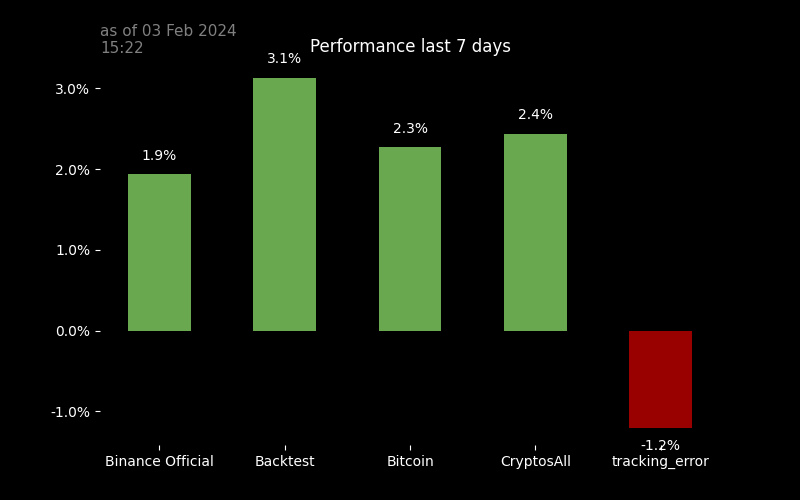 as of 03 Feb 2024
15:22
Performance last 7 days
3.1%
3.0%
2.4%
2.3%
1.9%
2.0%
1.0%
0.0%
-1.0%
-1.2%
Binance Official
Backtest
Bitcoin
CryptosAll
tracking_error